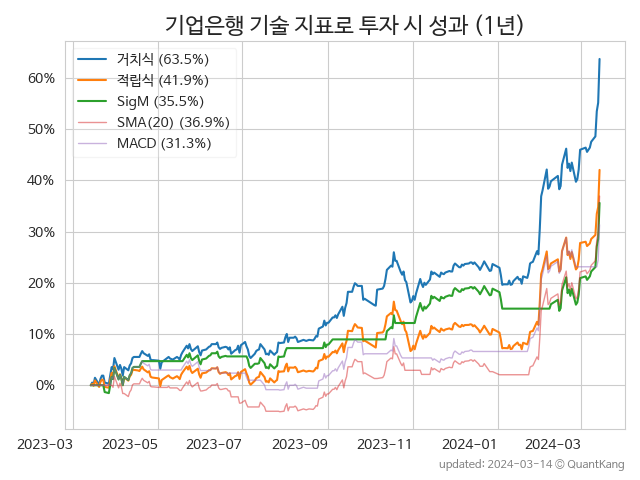 기업은행 기술 지표로 투자 시 성과 (1년)
거치식 (63.5%)
적립식 (41.9%)
SigM (35.5%)
SMA(20) (36.9%)
MACD (31.3%)
60%
50%
40%
30%
20%
10%
0%
2023-03 2023-05 2023-07 2023-09 2023-11 2024-01 2024-03
updated: 2024-03-14 © QuantKang